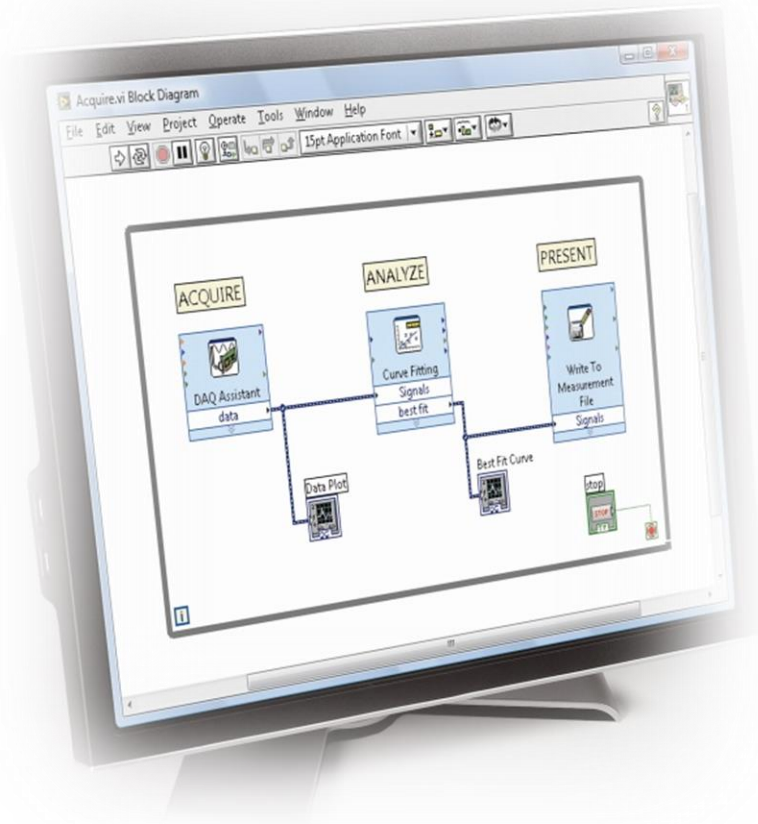 Acquire.vi Block Diagram
File Edit View Project Operate Tools Window Help
15pt Application Font
ACQUIRE
ANALYZE
PRESENT
DAQ Assistant
data
Curve Fitting
Signals
best fit
Write To
Measurement
File
Signals
Data Plot
Best Fit Curve
stop
STOP
TF
i